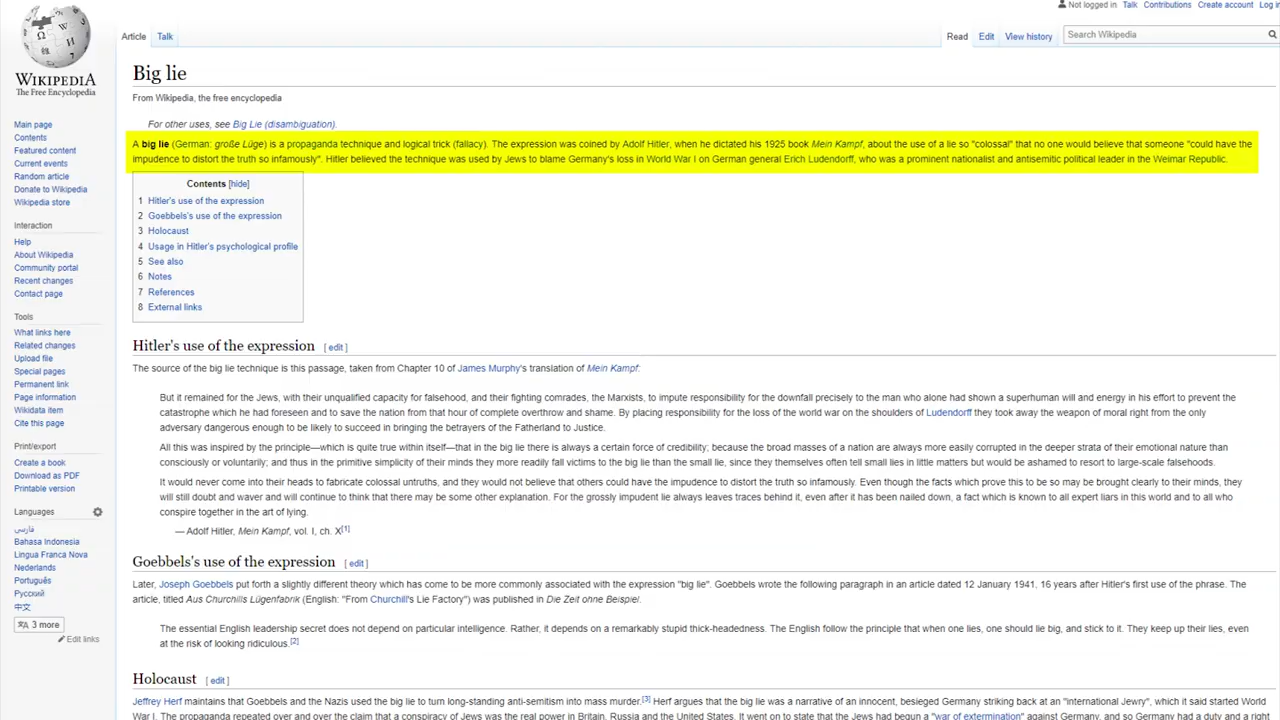 Not logged in Talk Contributions Create account Log in
Article Talk Read Edit View history Search Wikipedia
WIKIPEDIA
The Free Encyclopedia
Main page
Contents
Featured content
Current events
Random article
Donate to Wikipedia
Wikipedia store
Interaction
Help
About Wikipedia
Community portal
Recent changes
Contact page
Tools
What links here
Related changes
Upload file
Special pages
Permanent link
Page information
Wikidata item
Cite this page
Print/export
Create a book
Download as PDF
Printable version
Languages
فارسی
Bahasa Indonesia
Lingua Franca Nova
Nederlands
Português
Русский
中文
3 more
Edit links
Big lie
From Wikipedia, the free encyclopedia
For other uses, see Big Lie (disambiguation).
A big lie (German: große Lüge) is a propaganda technique and logical trick (fallacy). The expression was coined by Adolf Hitler, when he dictated his 1925 book Mein Kampf, about the use of a lie so "colossal" that no one would believe that someone "could have the
impudence to distort the truth so infamously". Hitler believed the technique was used by Jews to blame Germany's loss in World War I on German general Erich Ludendorff, who was a prominent nationalist and antisemitic political leader in the Weimar Republic.
Contents [hide]
1 Hitler's use of the expression
2 Goebbels's use of the expression
3 Holocaust
4 Usage in Hitler's psychological profile
5 See also
6 Notes
7 References
8 External links
Hitler's use of the expression [ edit ]
The source of the big lie technique is this passage, taken from Chapter 10 of James Murphy's translation of Mein Kampf:
But it remained for the Jews, with their unqualified capacity for falsehood, and their fighting comrades, the Marxists, to impute responsibility for the downfall precisely to the man who alone had shown a superhuman will and energy in his effort to prevent the
catastrophe which he had foreseen and to save the nation from that hour of complete overthrow and shame. By placing responsibility for the loss of the world war on the shoulders of Ludendorff they took away the weapon of moral right from the only
adversary dangerous enough to be likely to succeed in bringing the betrayers of the Fatherland to Justice.
All this was inspired by the principle—which is quite true within itself—that in the big lie there is always a certain force of credibility; because the broad masses of a nation are always more easily corrupted in the deeper strata of their emotional nature than
consciously or voluntarily; and thus in the primitive simplicity of their minds they more readily fall victims to the big lie than the small lie, since they themselves often tell small lies in little matters but would be ashamed to resort to large-scale falsehoods.
It would never come into their heads to fabricate colossal untruths, and they would not believe that others could have the impudence to distort the truth so infamously. Even though the facts which prove this to be so may be brought clearly to their minds, they
will still doubt and waver and will continue to think that there may be some other explanation. For the grossly impudent lie always leaves traces behind it, even after it has been nailed down, a fact which is known to all expert liars in this world and to all who
conspire together in the art of lying.
— Adolf Hitler, Mein Kampf, vol. I, ch. X[1]
Goebbels's use of the expression [ edit ]
Later, Joseph Goebbels put forth a slightly different theory which has come to be more commonly associated with the expression "big lie". Goebbels wrote the following paragraph in an article dated 12 January 1941, 16 years after Hitler's first use of the phrase. The
article, titled Aus Churchills Lügenfabrik (English: "From Churchill's Lie Factory") was published in Die Zeit ohne Beispiel.
The essential English leadership secret does not depend on particular intelligence. Rather, it depends on a remarkably stupid thick-headedness. The English follow the principle that when one lies, one should lie big, and stick to it. They keep up their lies, even
at the risk of looking ridiculous.[2]
Holocaust [ edit ]
Jeffrey Herf maintains that Goebbels and the Nazis used the big lie to turn long-standing anti-semitism into mass murder.[3] Herf argues that the big lie was a narrative of an innocent, besieged Germany striking back at an "international Jewry", which it said started World
War I. The propaganda repeated over and over the claim that a conspiracy of Jews was the real power in Britain, Russia and the United States. It went on to state that the Jews had begun a "war of extermination" against Germany, and so Germany had a duty and a right